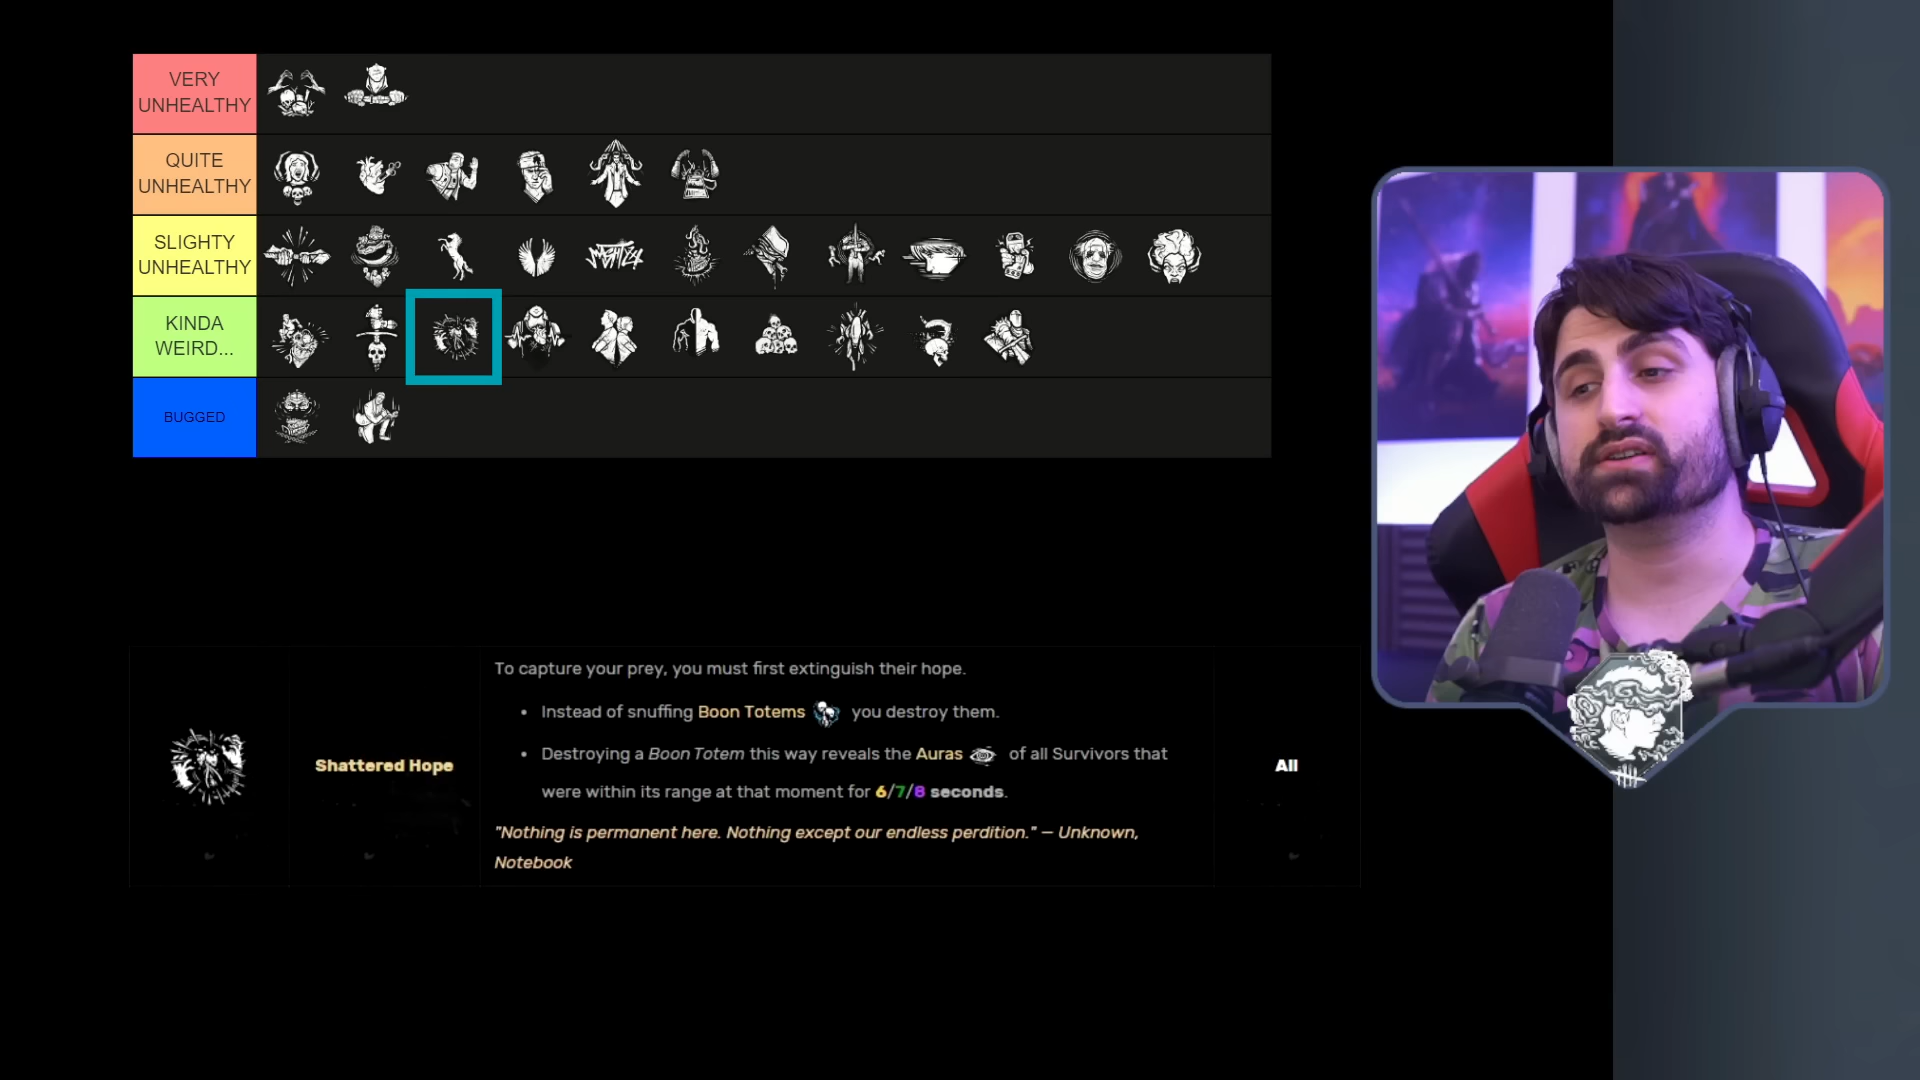 VERY
UNHEALTHY
QUITE
UNHEALTHY
SLIGHTY
UNHEALTHY
KINDA
WEIRD...
BUGGED
To capture your prey, you must first extinguish their hope.
• Instead of snuffing Boon Totems you destroy them.
• Destroying a Boon Totem this way reveals the Auras of all Survivors that
were within its range at that moment for 6/7/8 seconds.
Shattered Hope
All
"Nothing is permanent here. Nothing except our endless perdition." — Unknown,
Notebook